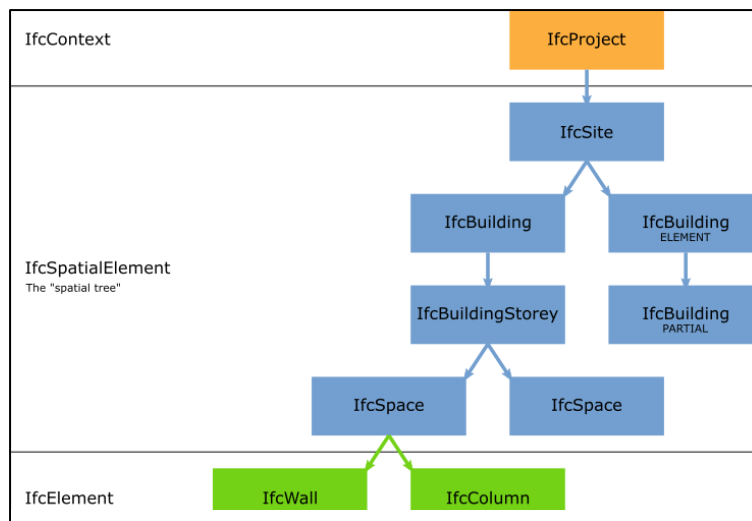 IfcContext
IfcProject
IfcSite
IfcBuilding
IfcBuilding
ELEMENT
IfcSpatialElement
The "spatial tree"
IfcBuildingStorey
IfcBuilding
PARTIAL
IfcSpace
IfcSpace
IfcElement
IfcWall
IfcColumn